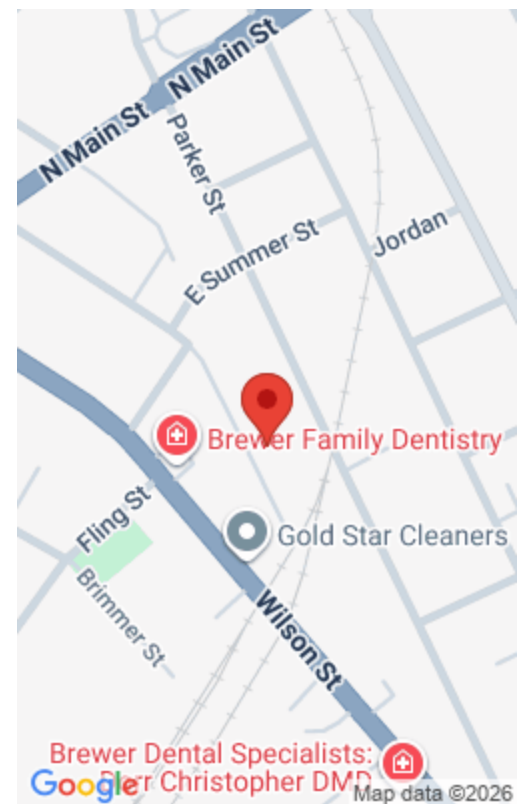 N Main St
N Main St
Parker St
E Summer St
Jordan
Brewer Family Dentistry
Fling St
Gold Star Cleaners
Brimmer St
Wilson St
Brewer Dental Specialists:
Christopher DMD
Google
Map data ©2026